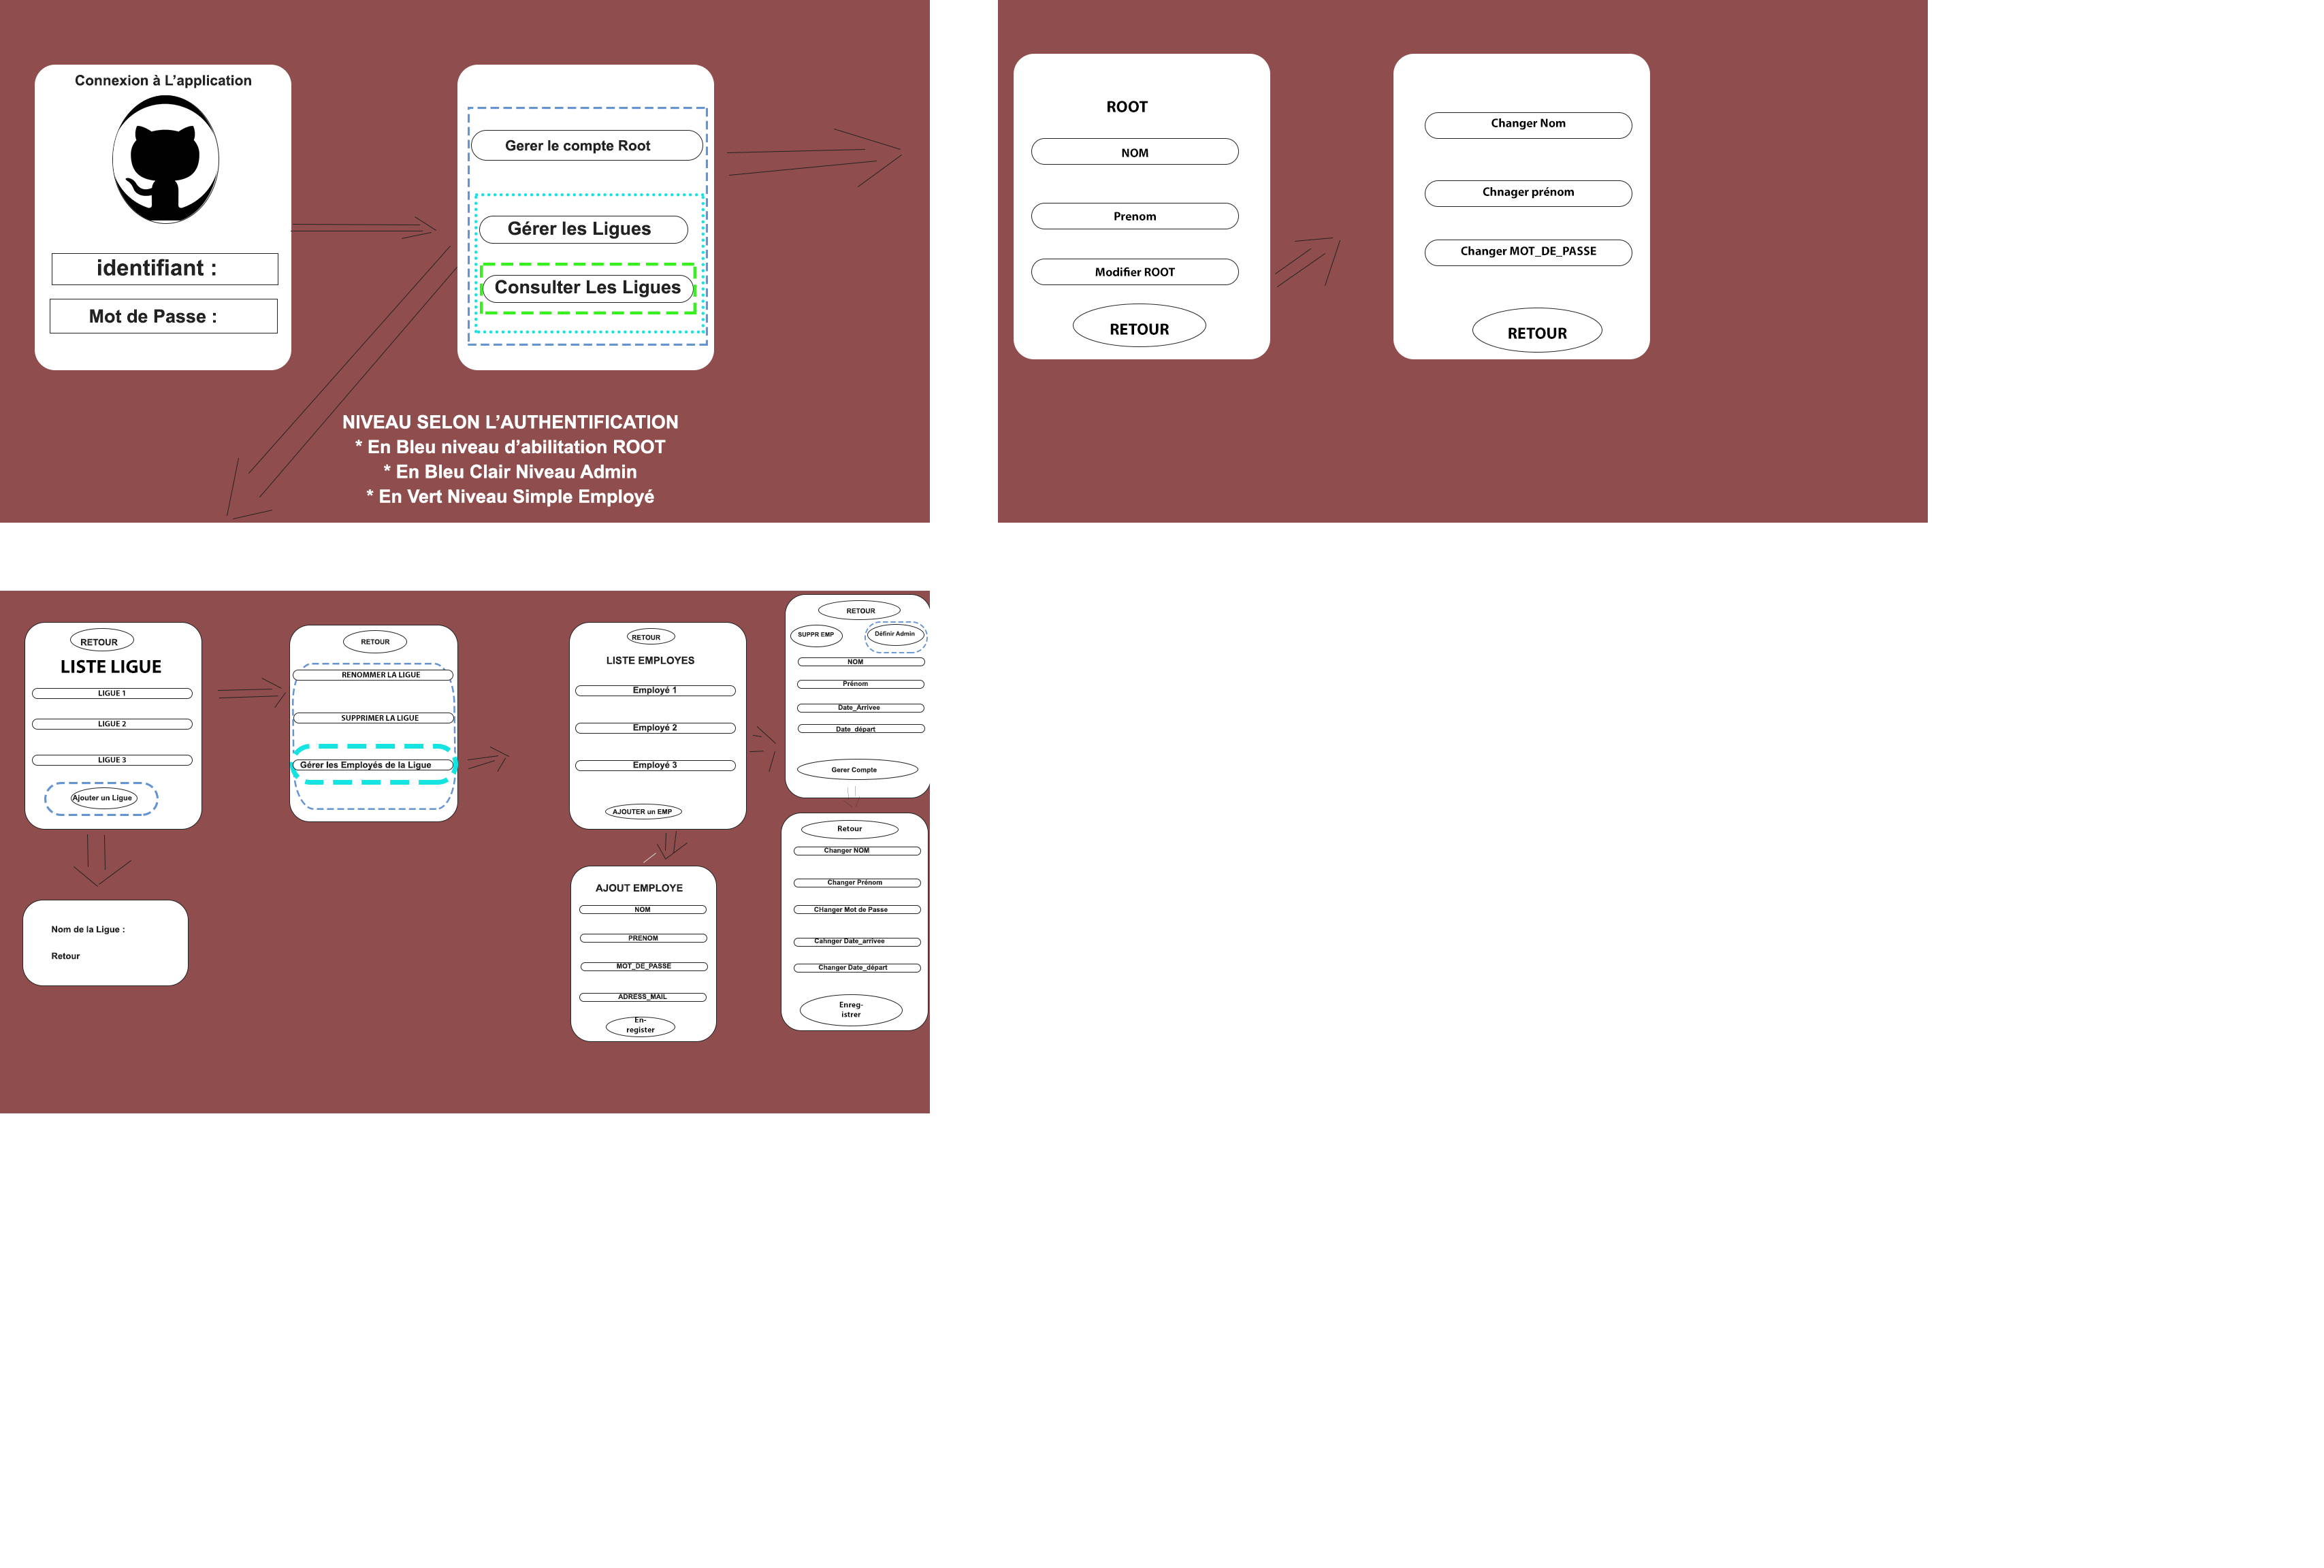 Connexion à L'application
identifiant :
Mot de Passe :
Gerer le compte Root
Gérer les Ligues
Consulter Les Ligues
NIVEAU SELON L'AUTHENTIFICATION
* En Bleu niveau d'abilitation ROOT
* En Bleu Clair Niveau Admin
* En Vert Niveau Simple Employé
ROOT
NOM
Prenom
Modifier ROOT
RETOUR
Changer Nom
Chnager prénom
Changer MOT_DE_PASSE
RETOUR
RETOUR
LISTE LIGUE
LIGUE 1
LIGUE 2
LIGUE 3
Ajouter un Ligue
Nom de la Ligue :
Retour
RETOUR
RENOMMER LA LIGUE
SUPPRIMER LA LIGUE
Gérer les Employés de la Ligue
RETOUR
LISTE EMPLOYES
Employé 1
Employé 2
Employé 3
AJOUTER un EMP
AJOUT EMPLOYE
NOM
PRENOM
MOT_DE_PASSE
ADRESS_MAIL
En-
register
RETOUR
SUPPR EMP
Définir Admin
NOM
Prénom
Date_Arrivee
Date_départ
Gerer Compte
Retour
Changer NOM
Changer Prénom
CHanger Mot de Passe
Cahnger Date_arrivee
Changer Date_départ
Enreg-
istrer